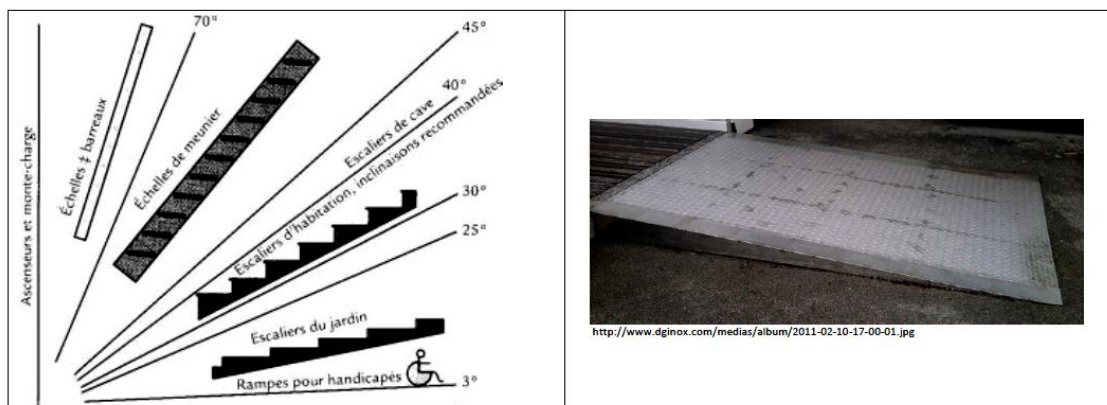 Ascenseurs et monte-charge
Échelles ‡ barreaux
70°
Échelles de meunier
45°
Escaliers de cave
40°
Escaliers d'habitation, inclinaisons recommandées
30°
25°
Escaliers du jardin
Rampes pour handicapés
3°
http://www.dginox.com/medias/album/2011-02-10-17-00-01.jpg